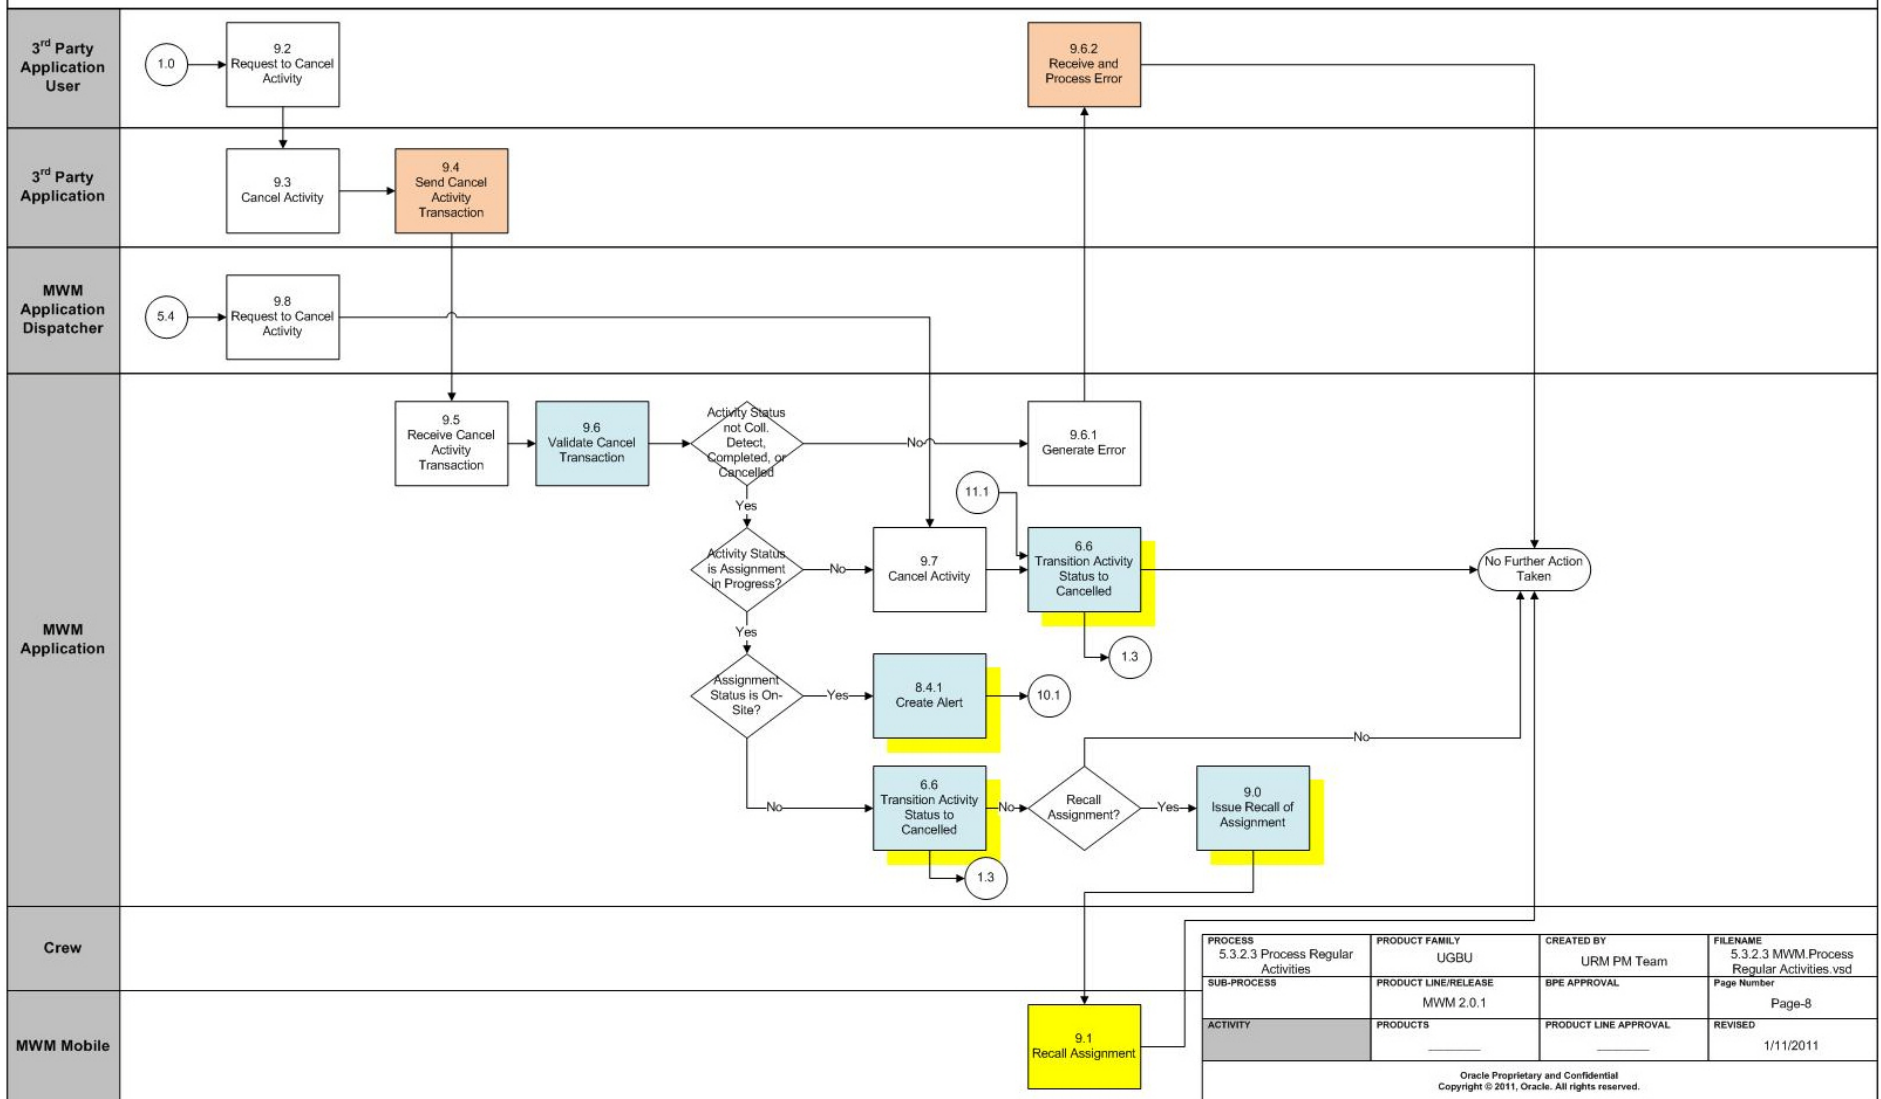 3rd Party
Application
User
1.0
9.2
Request to Cancel
Activity
9.6.2
Receive and
Process Error
3rd Party
Application
9.3
Cancel Activity
9.4
Send Cancel
Activity
Transaction
MWM
Application
Dispatcher
5.4
9.8
Request to Cancel
Activity
MWM
Application
9.5
Receive Cancel
Activity
Transaction
9.6
Validate Cancel
Transaction
Activity Status
not Coll.
Detect,
Completed, or
Cancelled
No
9.6.1
Generate Error
Yes
11.1
Activity Status
is Assignment
in Progress?
No
9.7
Cancel Activity
6.6
Transition Activity
Status to
Cancelled
No Further Action
Taken
Yes
1.3
Assignment
Status is On-
Site?
Yes
8.4.1
Create Alert
10.1
No
No
6.6
Transition Activity
Status to
Cancelled
No
Recall
Assignment?
Yes
9.0
Issue Recall of
Assignment
1.3
Crew
MWM Mobile
9.1
Recall Assignment
PROCESS
5.3.2.3 Process Regular
Activities
PRODUCT FAMILY
UGBU
CREATED BY
URM PM Team
FILENAME
5.3.2.3 MWM.Process
Regular Activities.vsd
SUB-PROCESS
PRODUCT LINE/RELEASE
MWM 2.0.1
BPE APPROVAL
Page Number
Page-8
ACTIVITY
PRODUCTS
PRODUCT LINE APPROVAL
REVISED
1/11/2011
Oracle Proprietary and Confidential
Copyright © 2011, Oracle. All rights reserved.